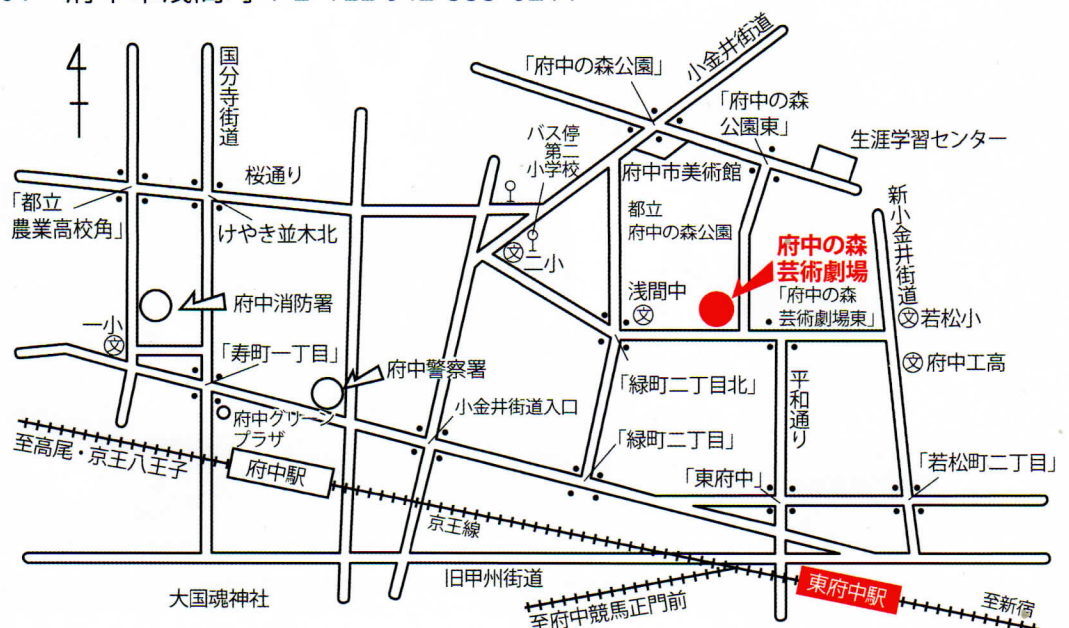 小金井街道
「府中の森公園」
国分寺街道
「府中の森
公園東」
バス停
第二
小学校
生涯学習センター
桜通り
府中市美術館
「都立
農業高校角」
けやき並木北
都立
府中の森公園
新小金井街道
二小
府中の森
芸術劇場
府中消防署
浅間中
「府中の森
芸術劇場東」
文
文
文
若松小
一小
文
「寿町一丁目」
府中警察署
文
府中工高
「緑町二丁目北」
平和通り
小金井街道入口
府中グリーン
プラザ
「緑町二丁目」
至高尾・京王八王子
府中駅
「東府中」
「若松町二丁目」
京王線
旧甲州街道
大国魂神社
東府中駅
至新宿
至府中競馬正門前